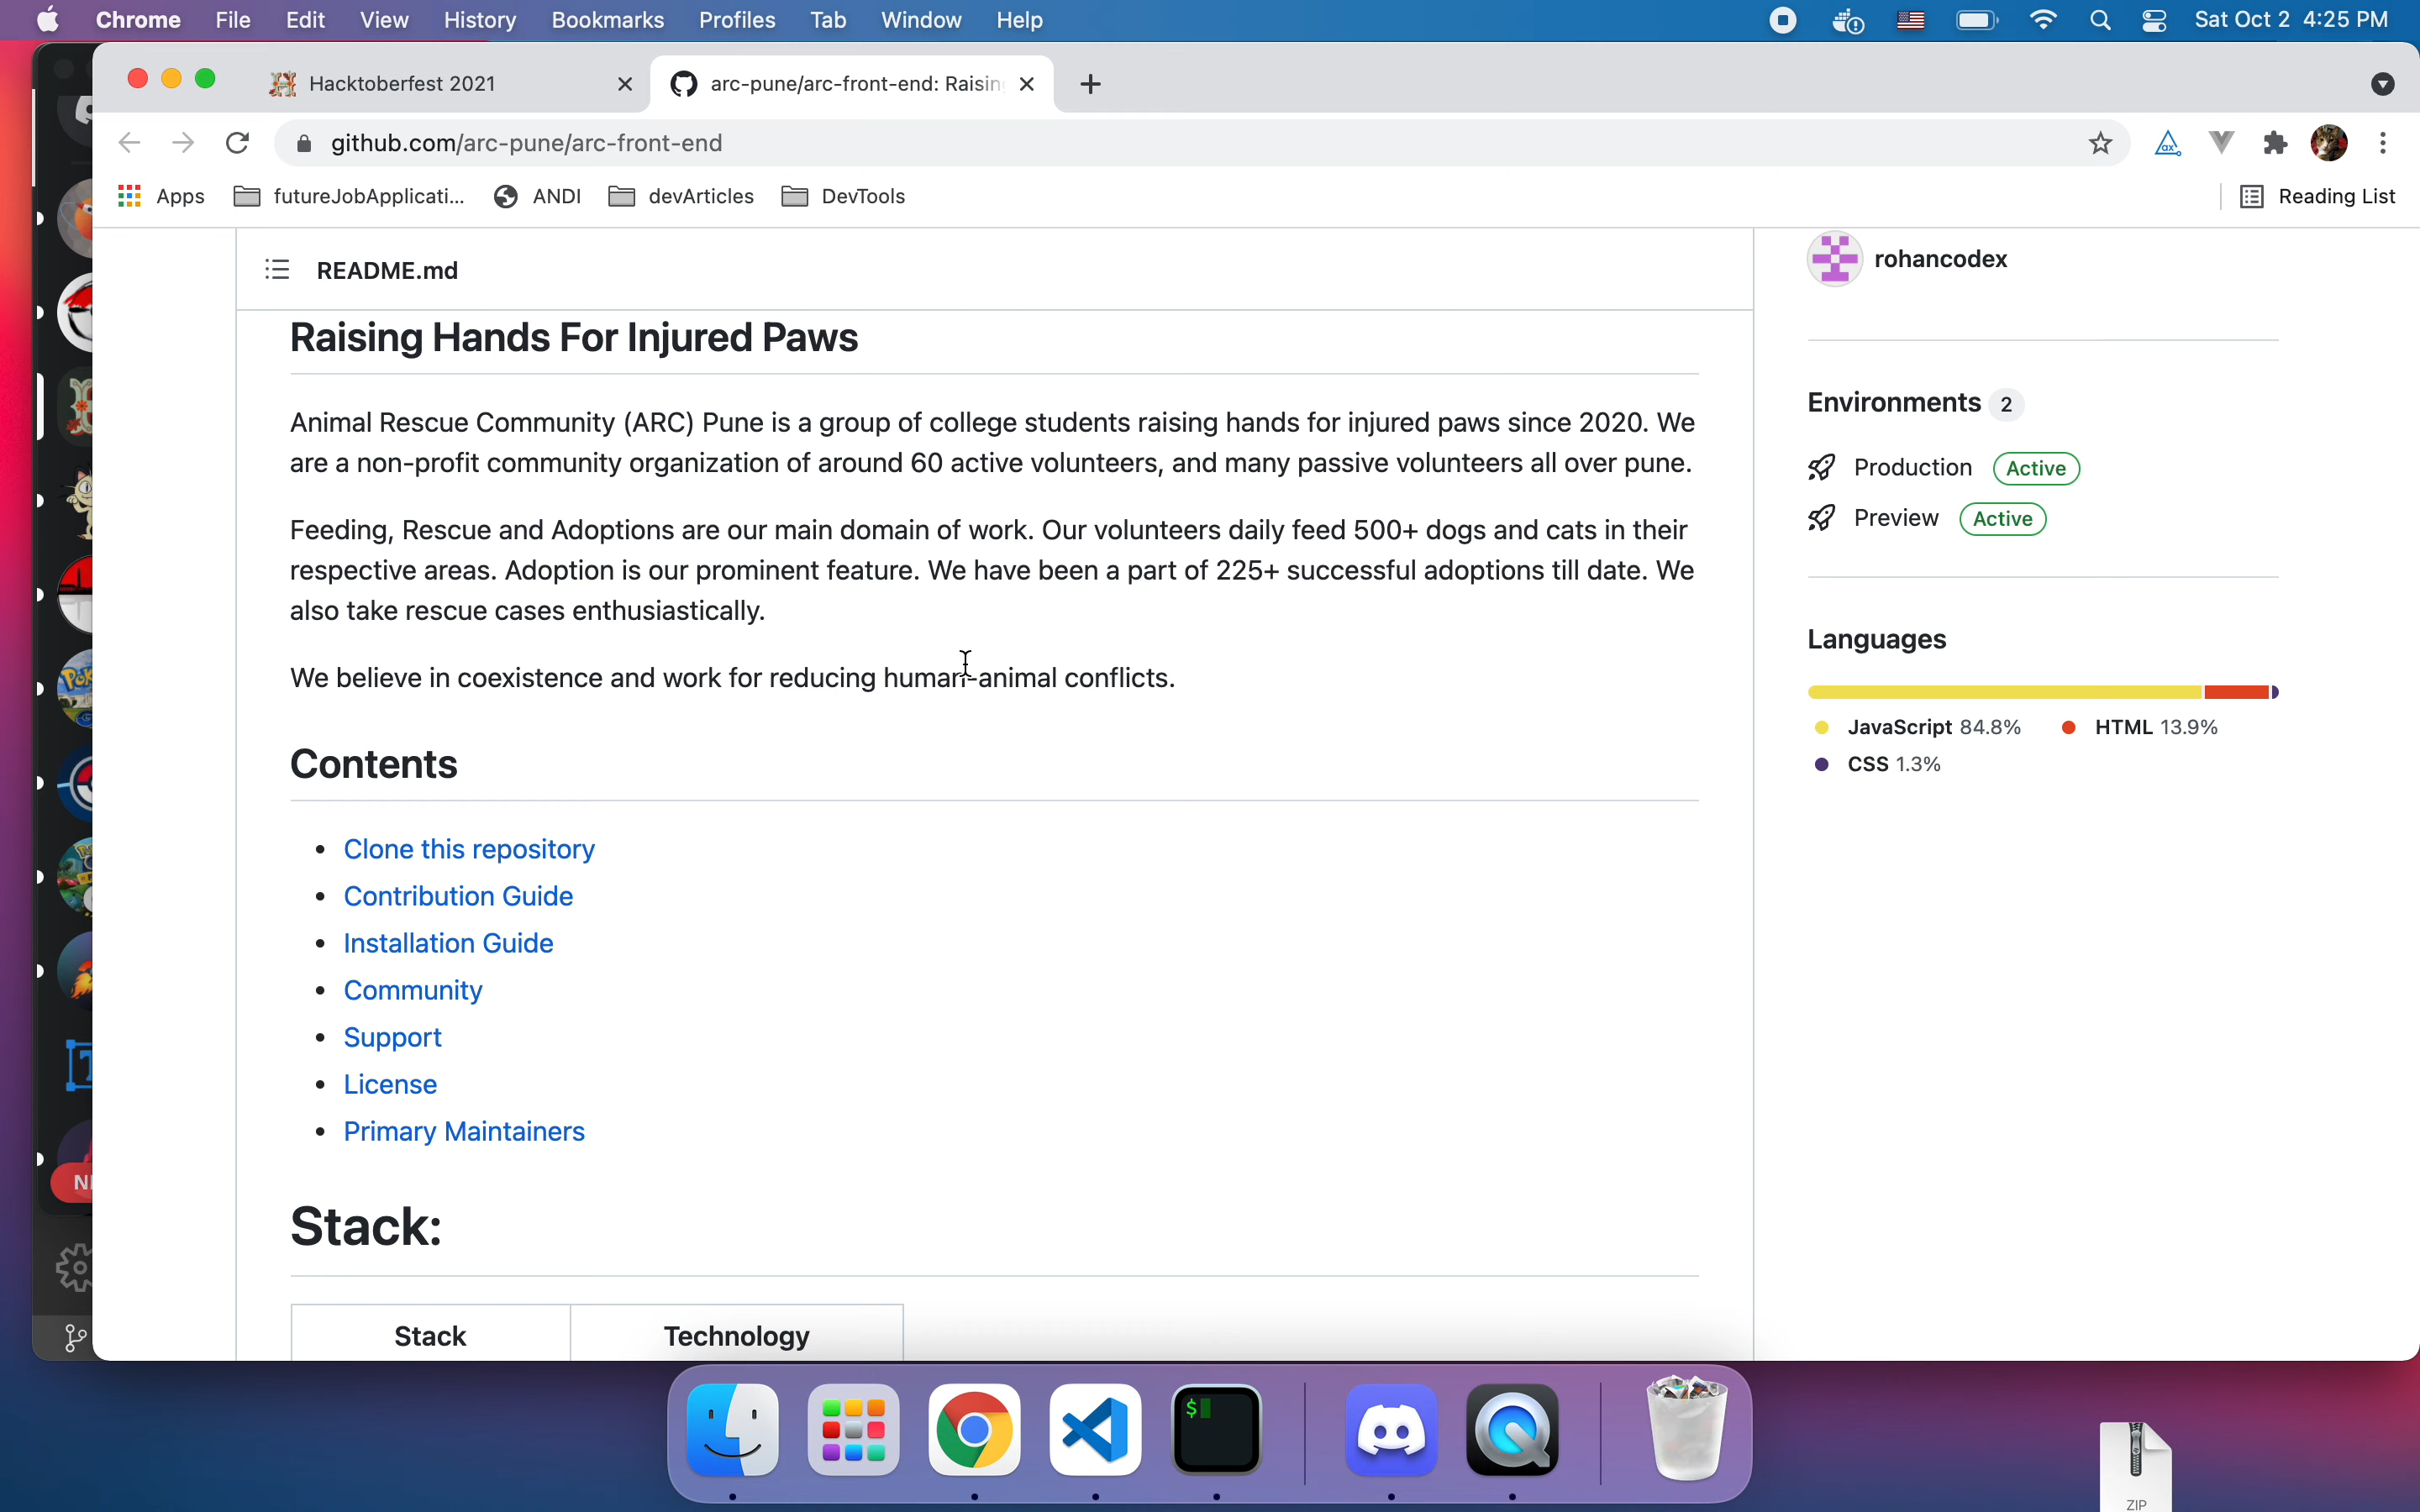 Chrome File Edit View History Bookmarks Profiles Tab Window Help Sat Oct 2 4:25 PM
Hacktoberfest 2021 arc-pune/arc-front-end: Raisin
github.com/arc-pune/arc-front-end
Apps futureJobApplicati... ANDI devArticles DevTools Reading List
README.md
Raising Hands For Injured Paws
Animal Rescue Community (ARC) Pune is a group of college students raising hands for injured paws since 2020. We
are a non-profit community organization of around 60 active volunteers, and many passive volunteers all over pune.
Feeding, Rescue and Adoptions are our main domain of work. Our volunteers daily feed 500+ dogs and cats in their
respective areas. Adoption is our prominent feature. We have been a part of 225+ successful adoptions till date. We
also take rescue cases enthusiastically.
We believe in coexistence and work for reducing human-animal conflicts.
Contents
Clone this repository
Contribution Guide
Installation Guide
Community
Support
License
Primary Maintainers
Stack:
Stack Technology
rohancodex
Environments 2
Production Active
Preview Active
Languages
JavaScript 84.8% HTML 13.9%
CSS 1.3%
$
ZIP